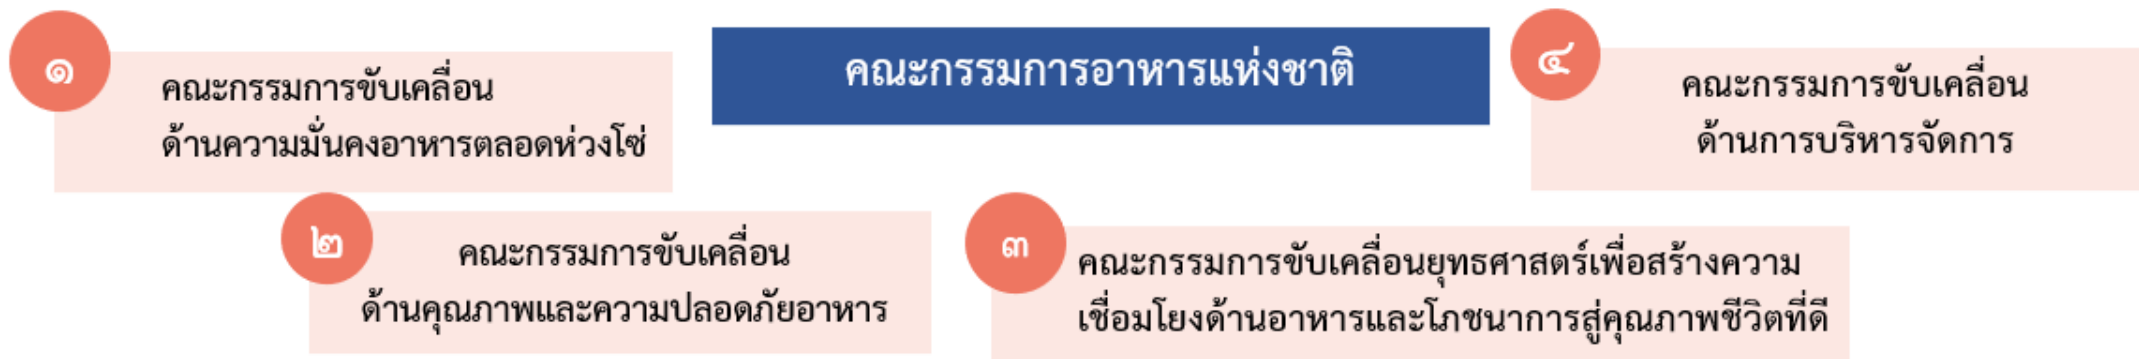 คณะกรรมการอาหารแห่งชาติ
๑
คณะกรรมการขับเคลื่อน
ด้านความมั่นคงอาหารตลอดห่วงโซ่
๒
คณะกรรมการขับเคลื่อน
ด้านคุณภาพและความปลอดภัยอาหาร
๓
คณะกรรมการขับเคลื่อนยุทธศาสตร์เพื่อสร้างความ
เชื่อมโยงด้านอาหารและโภชนาการสู่คุณภาพชีวิตที่ดี
๔
คณะกรรมการขับเคลื่อน
ด้านการบริหารจัดการ